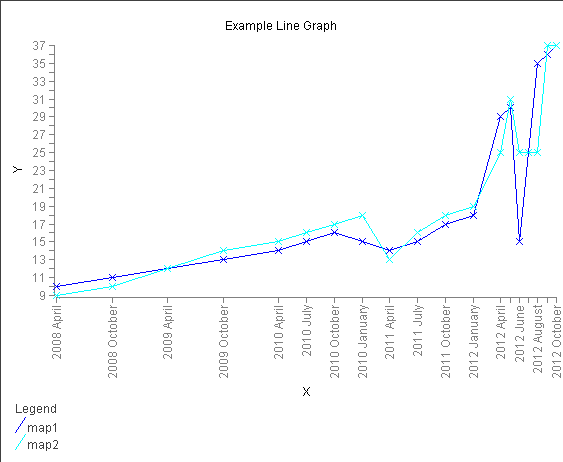 Example Line Graph
37
35
33
31
29
27
25
23
21
19
17
15
13
11
9
Y
2008 April
2008 October
2009 April
2009 October
2010 April
2010 July
2010 October
2010 January
2011 April
2011 July
2011 October
2012 January
2012 April
2012 June
2012 August
2012 October
X
Legend
map1
map2